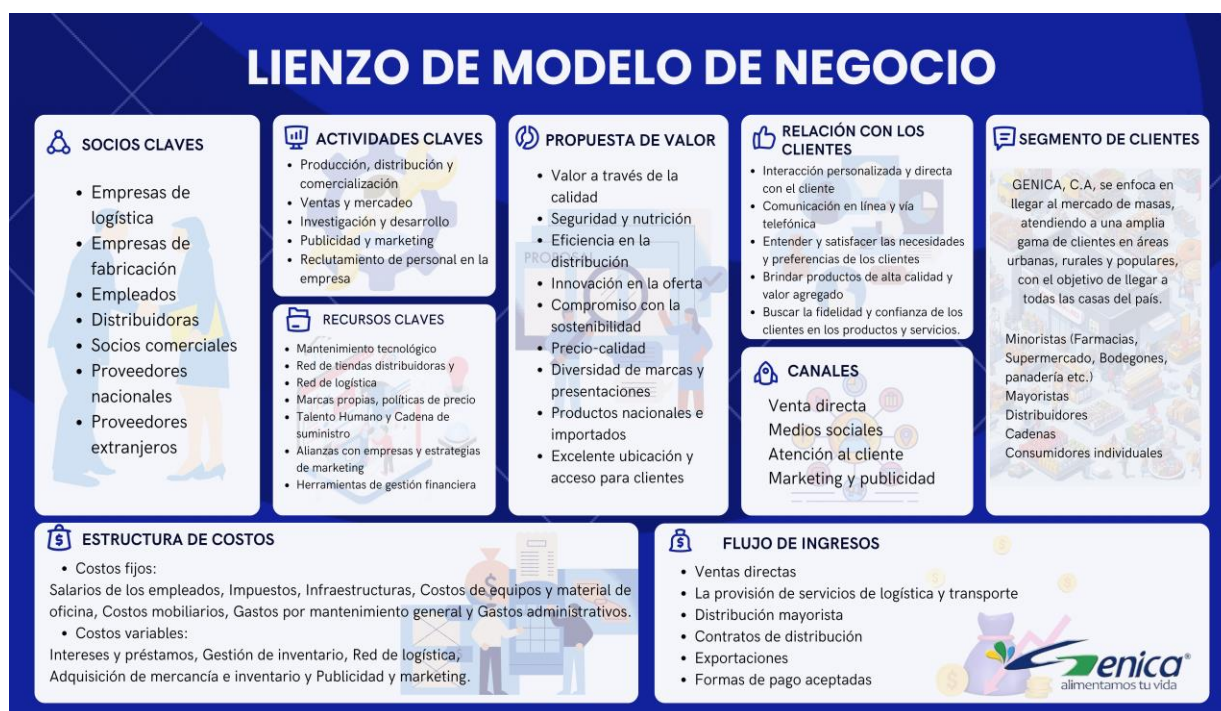 LIENZO DE MODELO DE NEGOCIO
SOCIOS CLAVES
• Empresas de
logística
• Empresas de
fabricación
• Empleados
• Distribuidoras
• Socios comerciales
• Proveedores
nacionales
• Proveedores
extranjeros
ACTIVIDADES CLAVES
• Producción, distribución y
comercialización
• Ventas y mercadeo
• Investigación y desarrollo
• Publicidad y marketing
• Reclutamiento de personal en la
empresa
RECURSOS CLAVES
• Mantenimiento tecnológico
• Red de tiendas distribuidoras y
• Red de logística
• Marcas propias, políticas de precio
• Talento Humano y Cadena de
suministro
• Alianzas con empresas y estrategias
de marketing
• Herramientas de gestión financiera
PROPUESTA DE VALOR
• Valor a través de la
calidad
• Seguridad y nutrición
• Eficiencia en la
distribución
• Innovación en la oferta
• Compromiso con la
sostenibilidad
• Precio-calidad
• Diversidad de marcas y
presentaciones
• Productos nacionales e
importados
• Excelente ubicación y
acceso para clientes
PROPOSAL
RELACIÓN CON LOS
CLIENTES
• Interacción personalizada y directa
con el cliente
• Comunicación en línea y vía
telefónica
• Entender y satisfacer las necesidades
y preferencias de los clientes
• Brindar productos de alta calidad y
valor agregado
• Buscar la fidelidad y confianza de los
clientes en los productos y servicios.
CANALES
Venta directa
Medios sociales
Atención al cliente
Marketing y publicidad
SEGMENTO DE CLIENTES
GENICA, C.A, se enfoca en
llegar al mercado de masas,
atendiendo a una amplia
gama de clientes en áreas
urbanas, rurales y populares,
con el objetivo de llegar a
todas las casas del país.
Minoristas (Farmacias,
Supermercado, Bodegones,
panadería etc.)
Mayoristas
Distribuidores
Cadenas
Consumidores individuales
ESTRUCTURA DE COSTOS
• Costos fijos:
Salarios de los empleados, Impuestos, Infraestructuras, Costos de equipos y material de
oficina, Costos mobiliarios, Gastos por mantenimiento general y Gastos administrativos.
• Costos variables:
Intereses y préstamos, Gestión de inventario, Red de logística,
Adquisición de mercancía e inventario y Publicidad y marketing.
FLUJO DE INGRESOS
• Ventas directas
• La provisión de servicios de logística y transporte
• Distribución mayorista
• Contratos de distribución
• Exportaciones
• Formas de pago aceptadas
Genica®
alimentamos tu vida